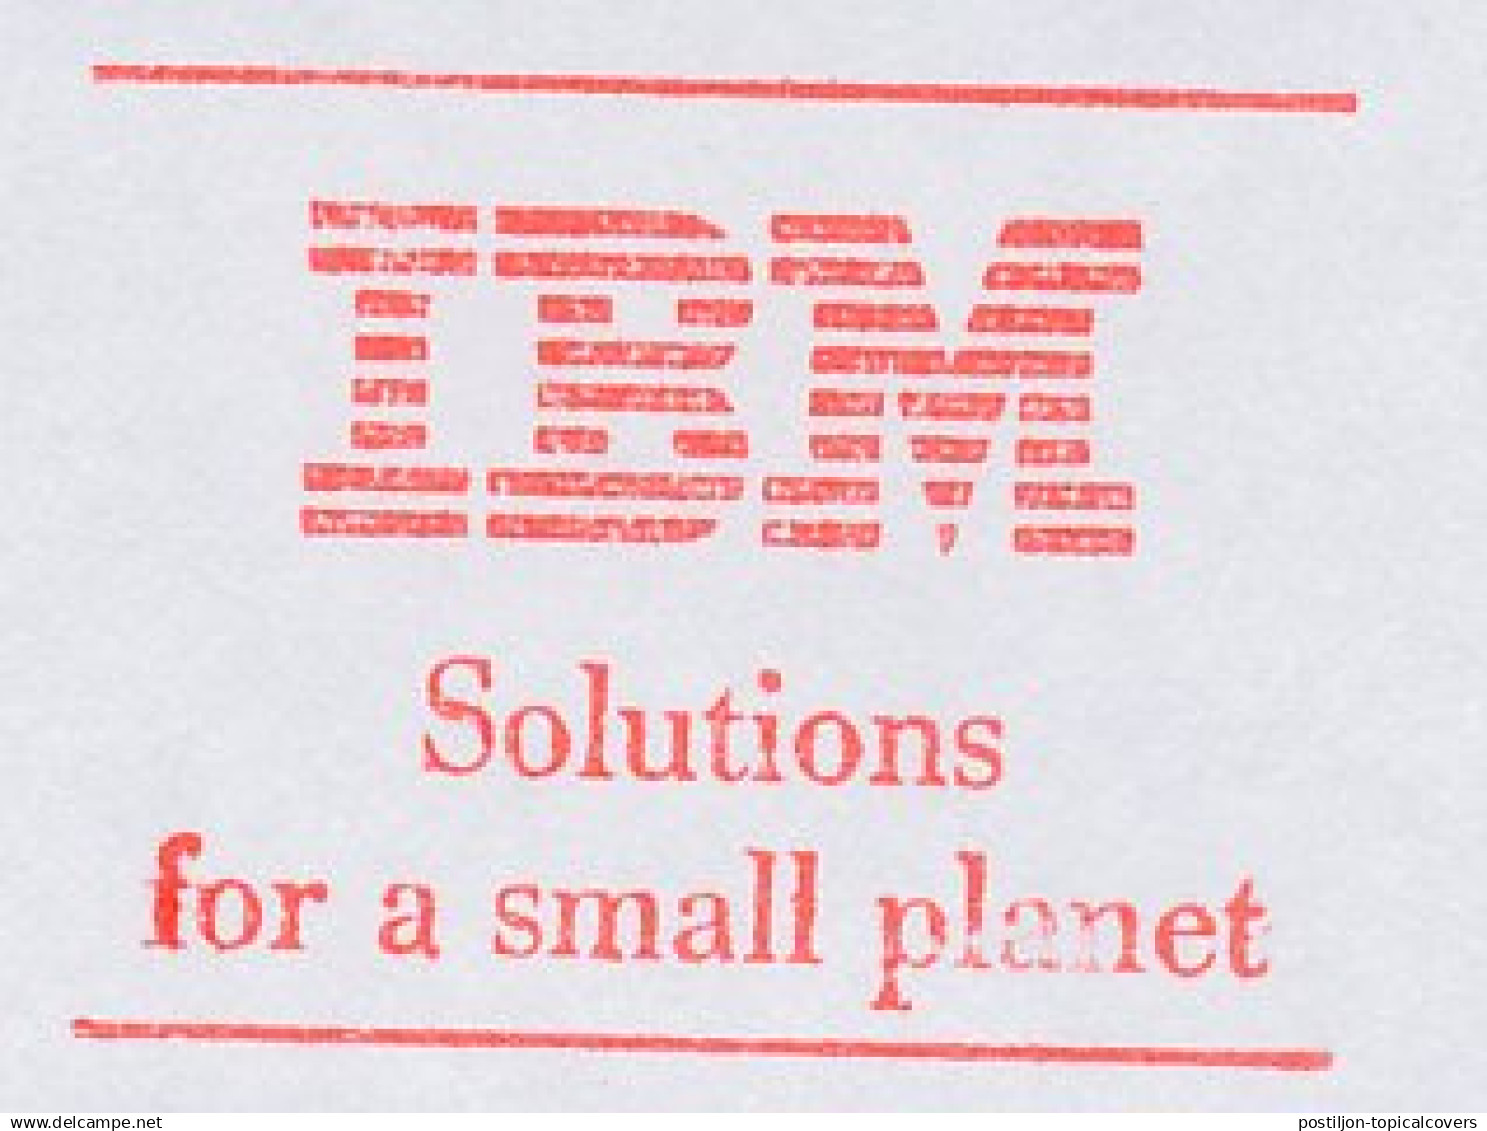 IBM
Solutions
for a small planet
www.delcampe.net
postiljon-topicalcovers